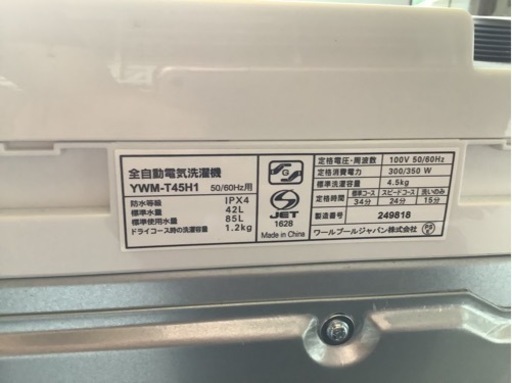 全自動電気洗濯機
YWM-T45H1 50/60Hz用
防水等級 IPX4
標準水量 42L
標準使用水量 85L
ドライコース時の洗濯容量 1.2kg
G
S
JET
1628
Made in China
定格電圧・周波数 100V 50/60Hz
定格消費電力 300/350 W
標準洗濯容量 4.5kg
定格時間 標準コース スピードコース 洗いのみ
34分 24分 15分
製造番号 249818
ワールプールジャパン株式会社